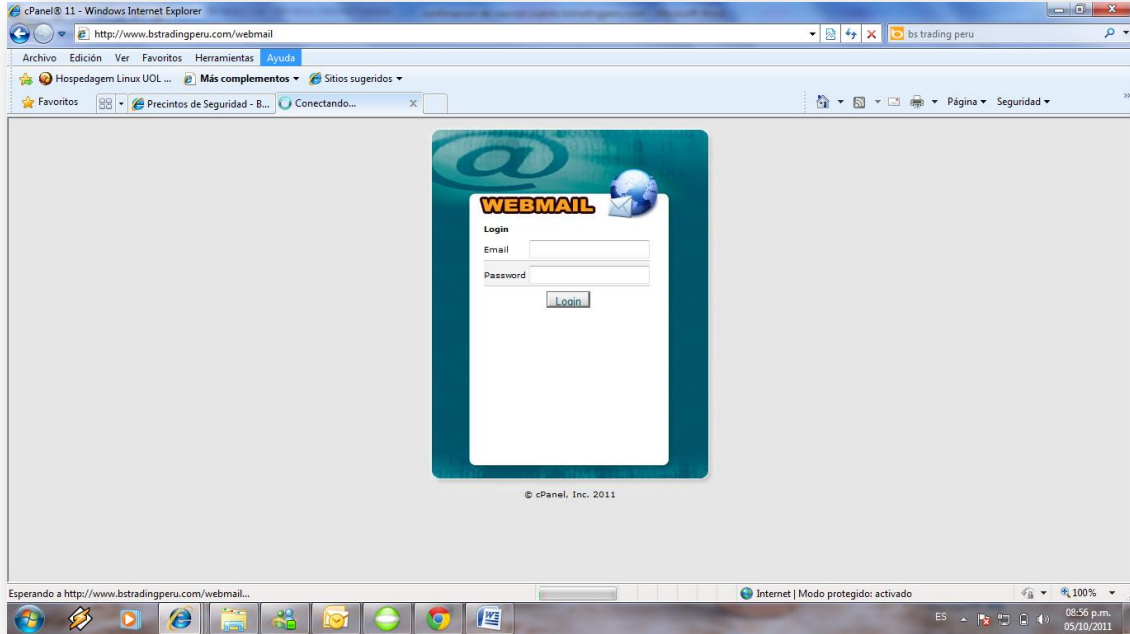 cPanel® 11 - Windows Internet Explorer
http://www.bstradingperu.com/webmail
bs trading peru
Archivo Edición Ver Favoritos Herramientas Ayuda
Hospedagem Linux UOL ... Más complementos Sitios sugeridos
Favoritos Precintos de Seguridad - B... Conectando... Página Seguridad
WEBMAIL
Login
Email
Password
Login
© cPanel, Inc. 2011
Esperando a http://www.bstradingperu.com/webmail... Internet | Modo protegido: activado 100%
ES 08:56 p.m.
05/10/2011